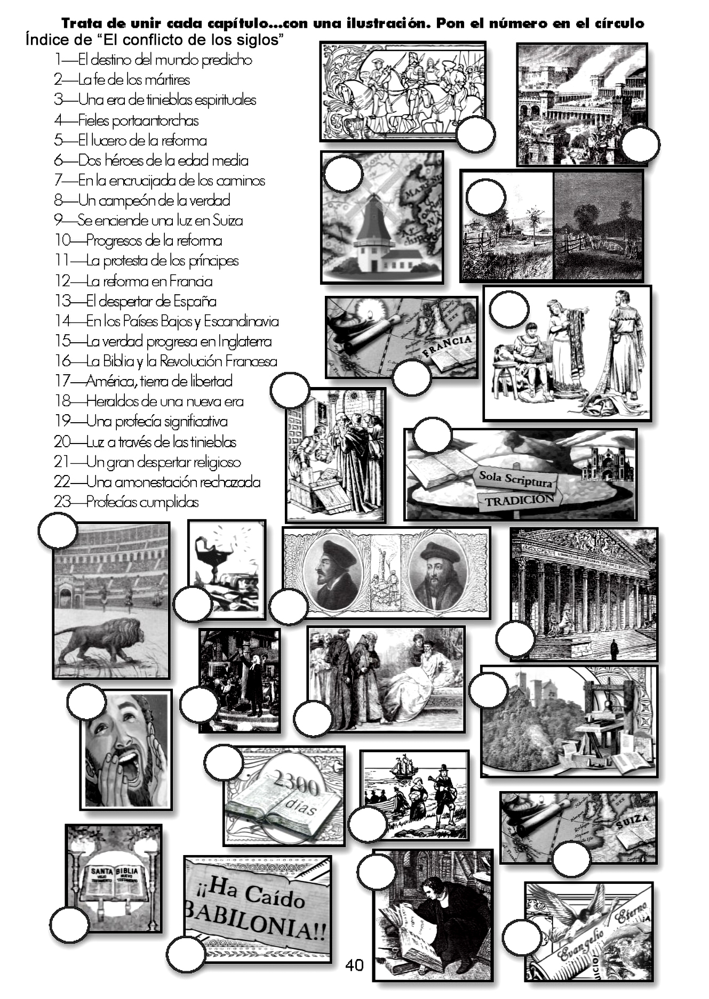 Trata de unir cada capítulo...con una ilustración. Pon el número en el círculo
Índice de “El conflicto de los siglos”
1—El destino del mundo predicho
2—La fe de los mártires
3—Una era de tinieblas espirituales
4—Fieles portaantorchas
5—El lucero de la reforma
6—Dos héroes de la edad media
7—En la encrucijada de los caminos
8—Un campeón de la verdad
9—Se enciende una luz en Suiza
10—Progresos de la reforma
11—La protesta de los príncipes
12—La reforma en Francia
13—El despertar de España
14—En los Países Bajos y Escandinavia
15—La verdad progresa en Inglaterra
16—La Biblia y la Revolución Francesa
17—América, tierra de libertad
18—Heraldos de una nueva era
19—Una profecía significativa
20—Luz a través de las tinieblas
21—Un gran despertar religioso
22—Una amonestación rechazada
23—Profecías cumplidas
FRANCIA
Sola Scriptura
TRADICIÓN
2300
días
SUIZA
SANTA BIBLIA
VIEJO NUEVO
TESTAMENTO TESTAMENTO
¡¡Ha Caído
BABILONIA!!
Eterno
Evangelio
40